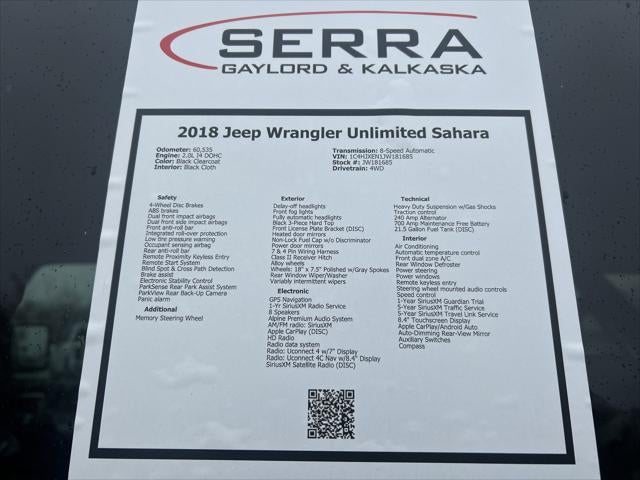 SERRA
GAYLORD & KALKASKA
2018 Jeep Wrangler Unlimited Sahara
Odometer: 60,535
Engine: 2.0L I4 DOHC
Color: Black Clearcoat
Interior: Black Cloth
Transmission: 8-Speed Automatic
VIN: 1C4HJXEN1JW181685
Stock #: JW181685
Drivetrain: 4WD
Safety
4-Wheel Disc Brakes
ABS brakes
Dual front impact airbags
Dual front side impact airbags
Front anti-roll bar
Integrated roll-over protection
Low tire pressure warning
Occupant sensing airbag
Rear anti-roll bar
Remote Proximity Keyless Entry
Remote Start System
Blind Spot & Cross Path Detection
Brake assist
Electronic Stability Control
ParkSense Rear Park Assist System
ParkView Rear Back-Up Camera
Panic alarm
Additional
Memory Steering Wheel
Exterior
Delay-off headlights
Front fog lights
Fully automatic headlights
Black 3-Piece Hard Top
Front License Plate Bracket (DISC)
Heated door mirrors
Non-Lock Fuel Cap w/o Discriminator
Power door mirrors
7 & 4 Pin Wiring Harness
Class II Receiver Hitch
Alloy wheels
Wheels: 18" x 7.5" Polished w/Gray Spokes
Rear Window Wiper/Washer
Variably intermittent wipers
Electronic
GPS Navigation
1-Yr SiriusXM Radio Service
8 Speakers
Alpine Premium Audio System
AM/FM radio: SiriusXM
Apple CarPlay (DISC)
HD Radio
Radio data system
Radio: Uconnect 4 w/7" Display
Radio: Uconnect 4C Nav w/8.4" Display
SiriusXM Satellite Radio (DISC)
Technical
Heavy Duty Suspension w/Gas Shocks
Traction control
240 Amp Alternator
700 Amp Maintenance Free Battery
21.5 Gallon Fuel Tank (DISC)
Interior
Air Conditioning
Automatic temperature control
Front dual zone A/C
Rear Window Defroster
Power steering
Power windows
Remote keyless entry
Steering wheel mounted audio controls
Speed control
1-Year SiriusXM Guardian Trial
5-Year SiriusXM Traffic Service
5-Year SiriusXM Travel Link Service
8.4" Touchscreen Display
Apple CarPlay/Android Auto
Auto-Dimming Rear-View Mirror
Auxiliary Switches
Compass